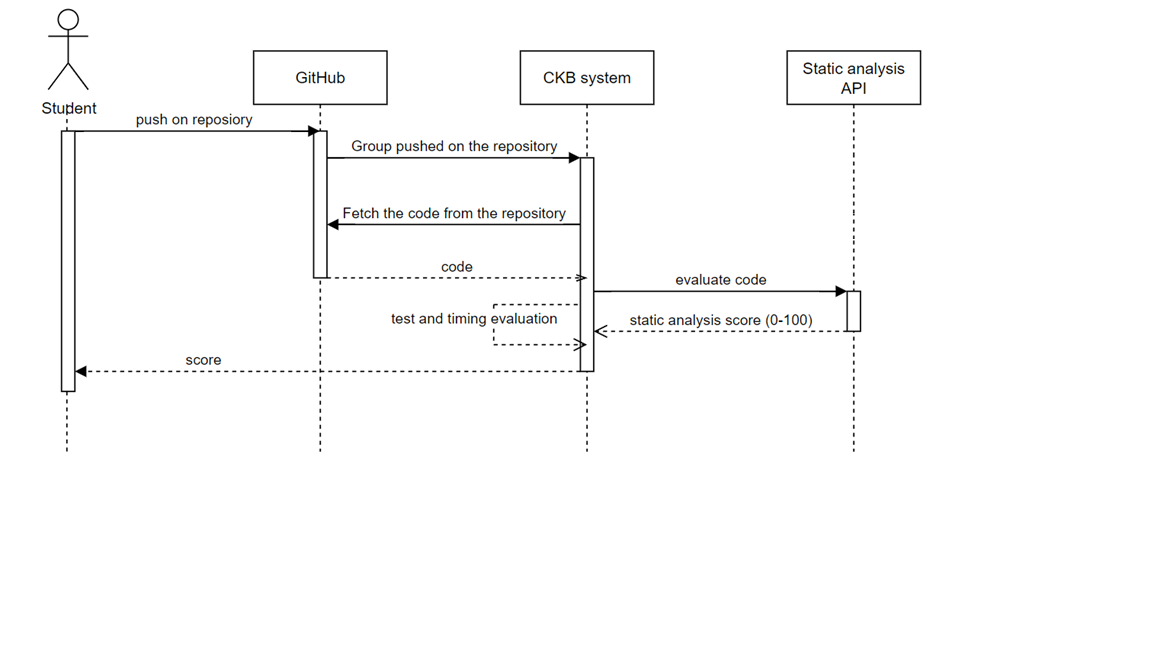 Student
GitHub
CKB system
Static analysis
API
push on reposiory
Group pushed on the repository
Fetch the code from the repository
code
evaluate code
test and timing evaluation
static analysis score (0-100)
score